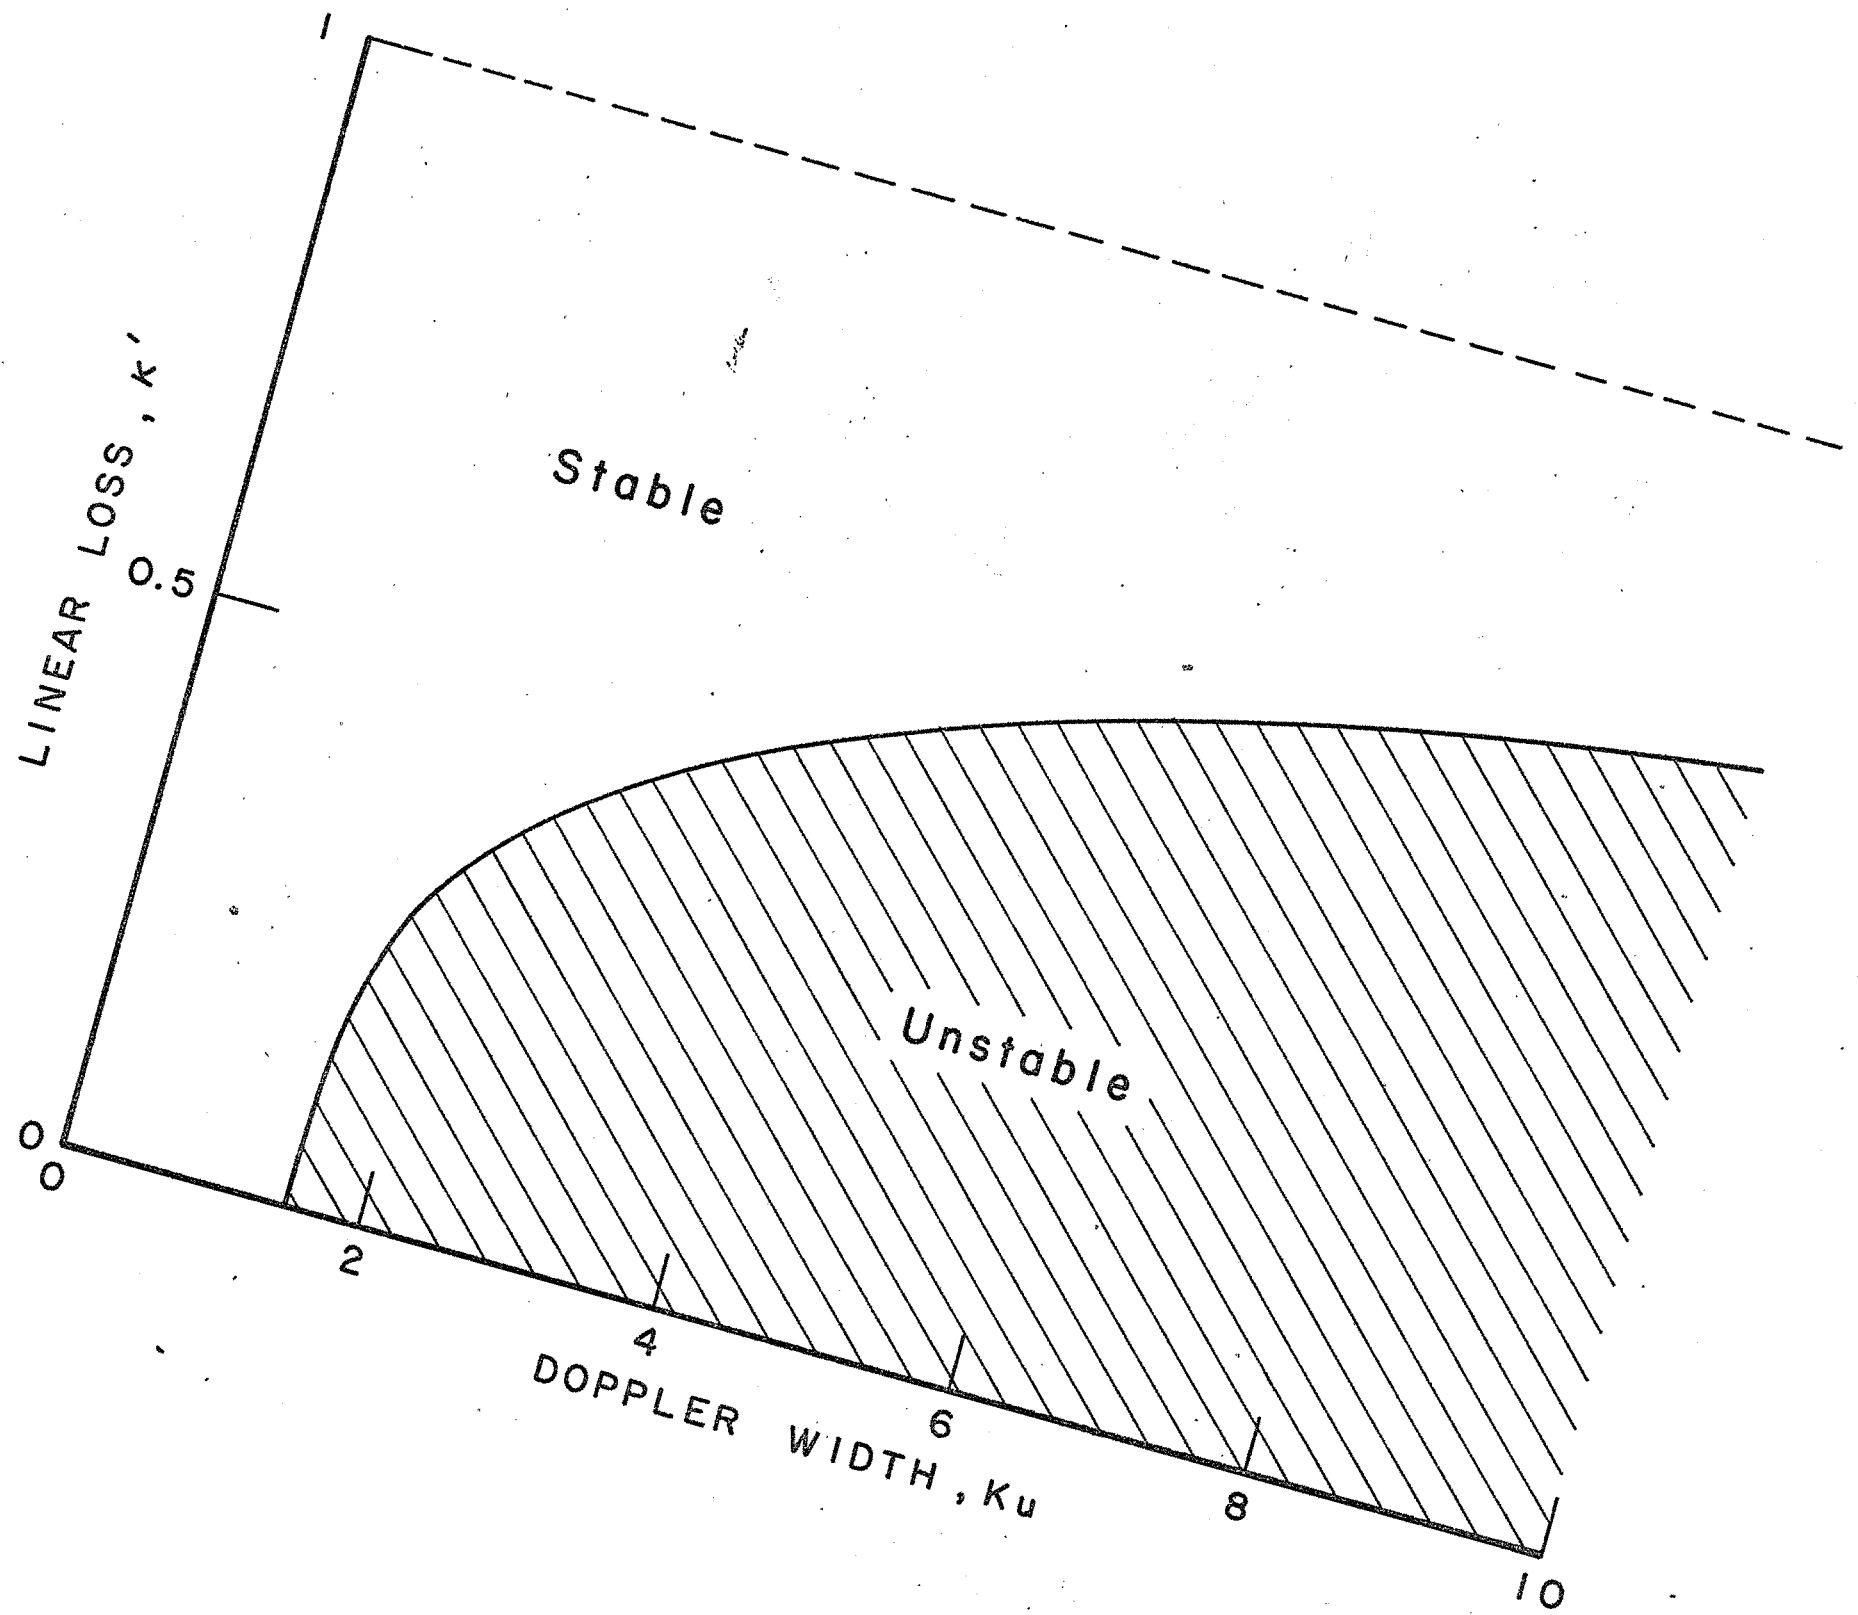 1
LINEAR LOSS, κ′
0.5
Stable
Unstable
0
0
2
4
6
8
10
DOPPLER WIDTH, Ku